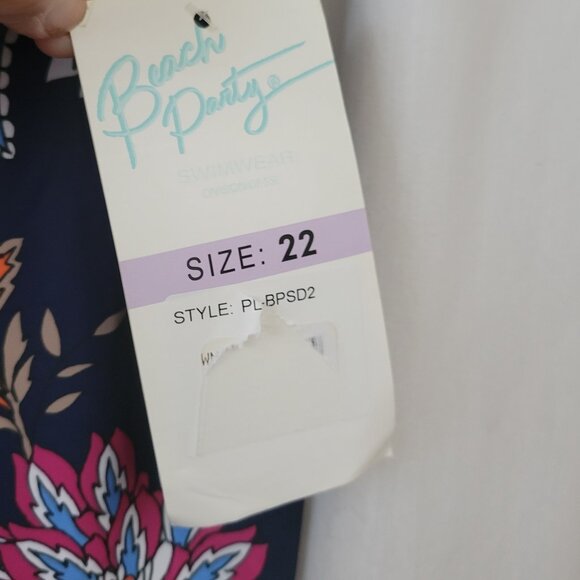 Beach
Party®
SWIMWEAR
SIZE: 22
STYLE: PL-BPSD2